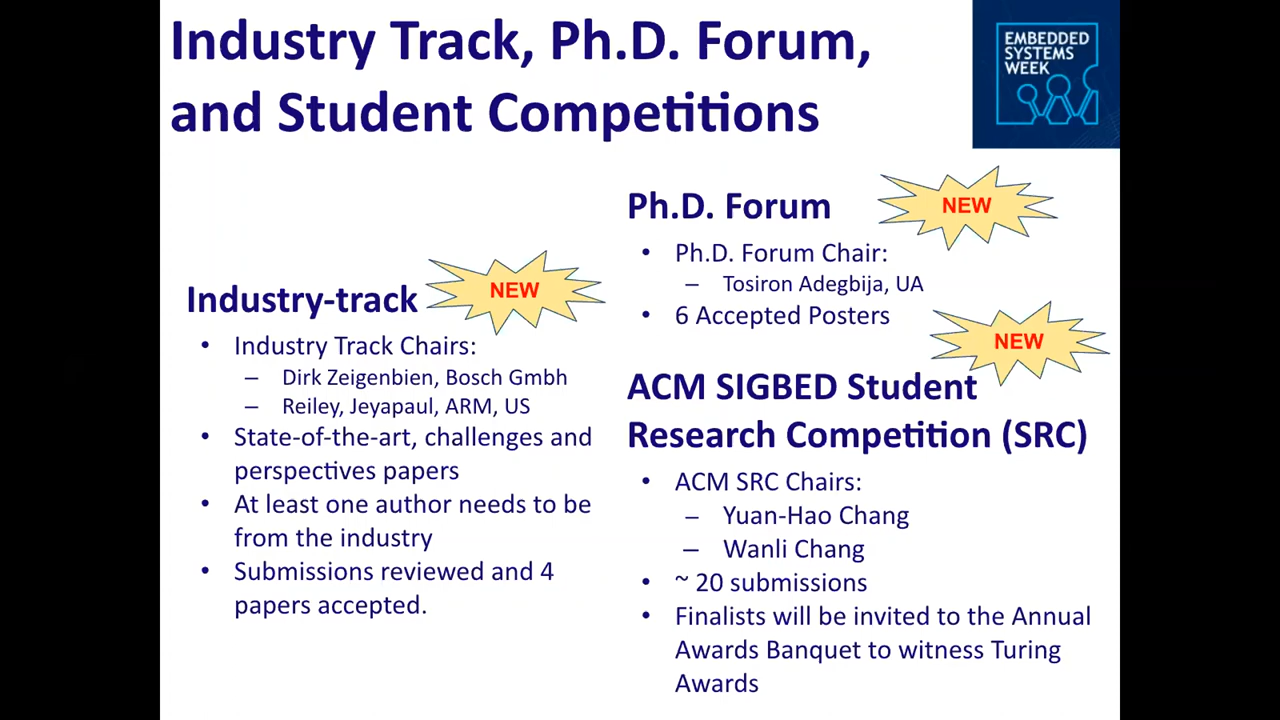 Industry Track, Ph.D. Forum,
and Student Competitions
EMBEDDED
SYSTEMS
WEEK
Industry-track
NEW
• Industry Track Chairs:
– Dirk Zeigenbien, Bosch Gmbh
– Reiley, Jeyapaul, ARM, US
• State-of-the-art, challenges and
perspectives papers
• At least one author needs to be
from the industry
• Submissions reviewed and 4
papers accepted.
Ph.D. Forum
NEW
• Ph.D. Forum Chair:
– Tosiron Adegbija, UA
• 6 Accepted Posters
NEW
ACM SIGBED Student
Research Competition (SRC)
• ACM SRC Chairs:
– Yuan-Hao Chang
– Wanli Chang
• ~ 20 submissions
• Finalists will be invited to the Annual
Awards Banquet to witness Turing
Awards